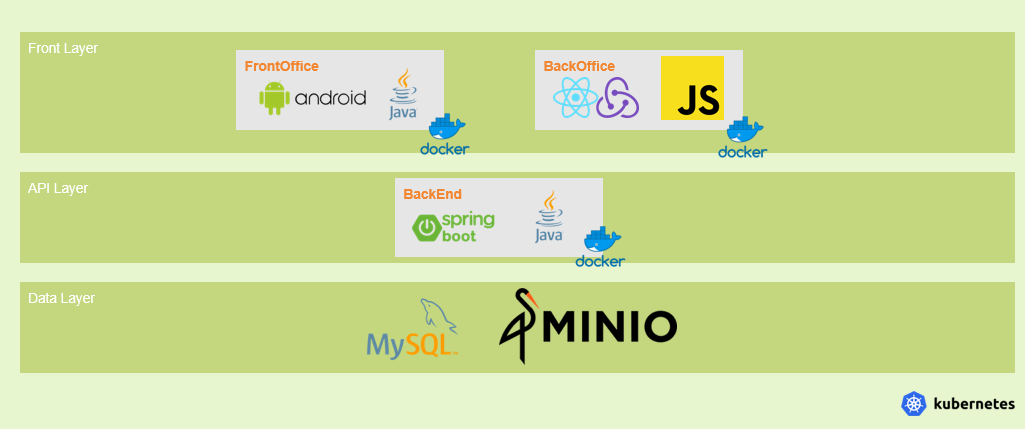 Front Layer
FrontOffice
BackOffice
android
Java
JS
docker
docker
API Layer
BackEnd
spring
boot
Java
docker
Data Layer
MySQL
MINIO
kubernetes